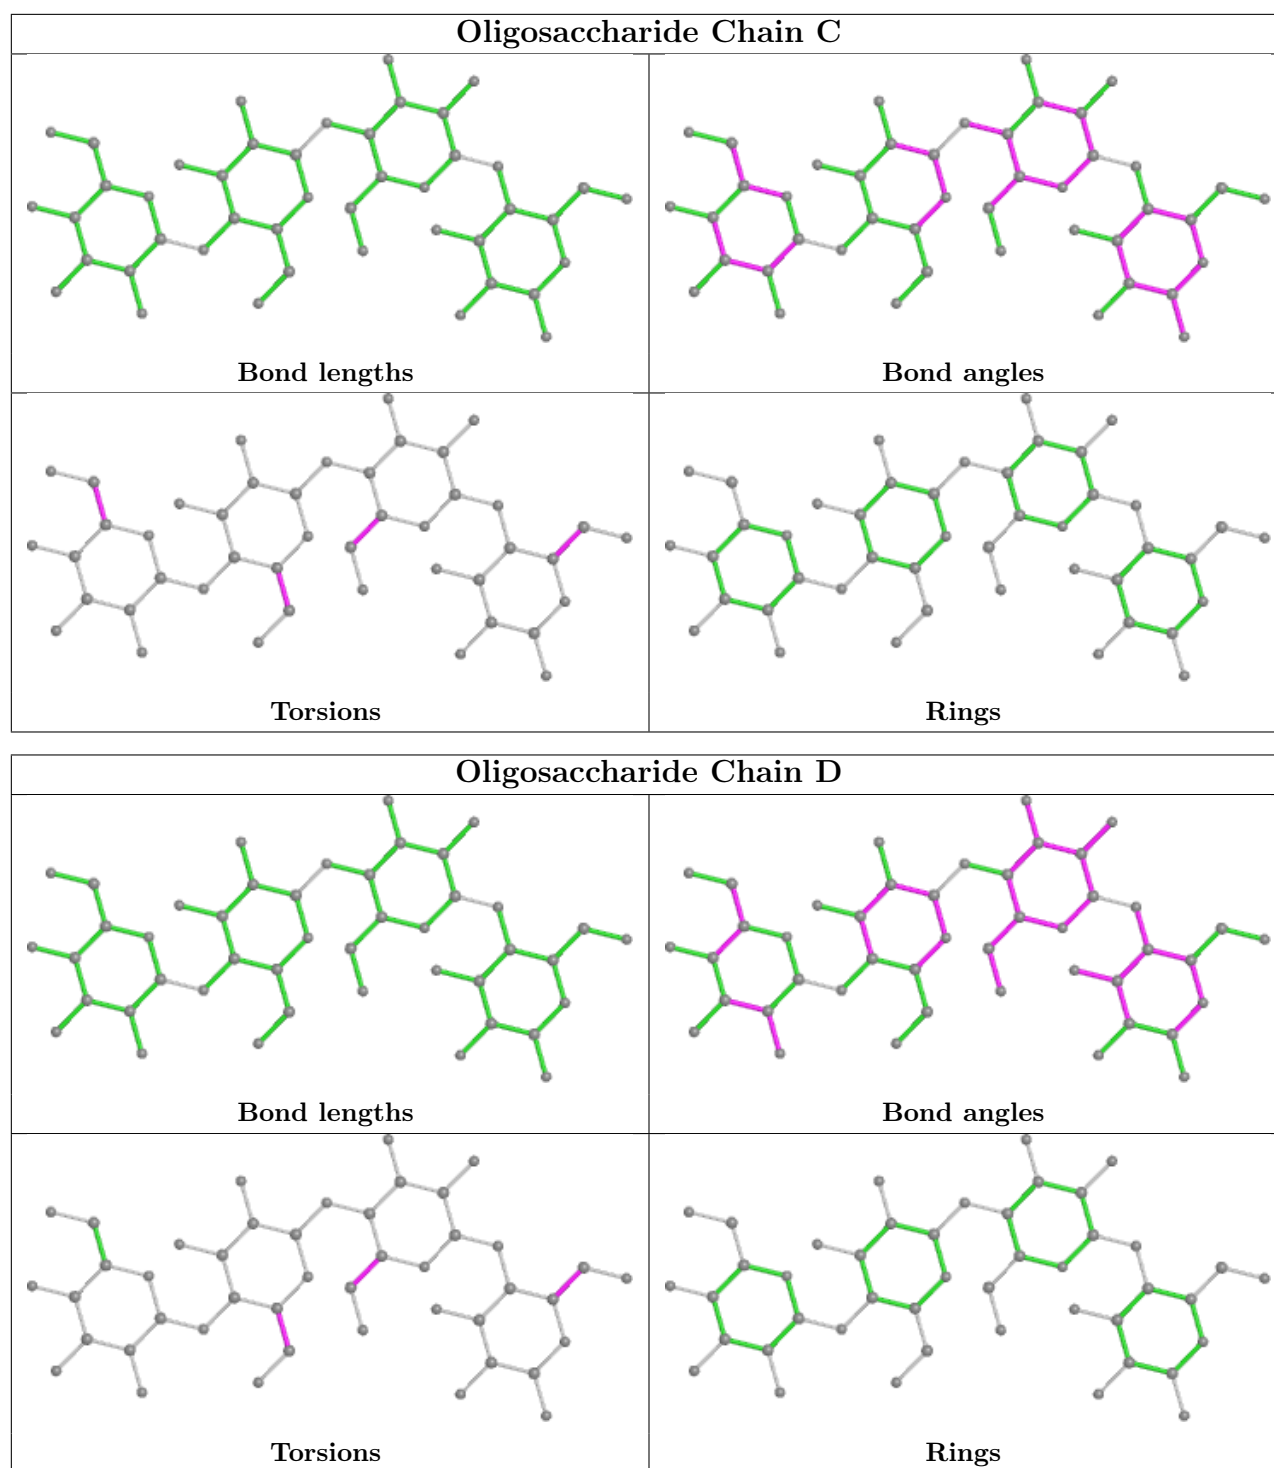 Oligosaccharide Chain C
Bond lengths
Bond angles
Torsions
Rings
Oligosaccharide Chain D
Bond lengths
Bond angles
Torsions
Rings